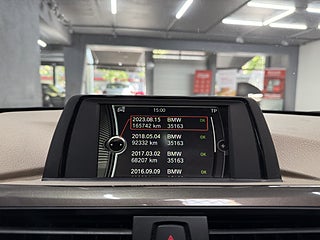 15:00 TP
2023.08.15 BMW OK
165742 km 35163
2018.05.04 BMW OK
92332 km 35163
2017.03.02 BMW OK
68207 km 35163
2016.09.09 BMW OK